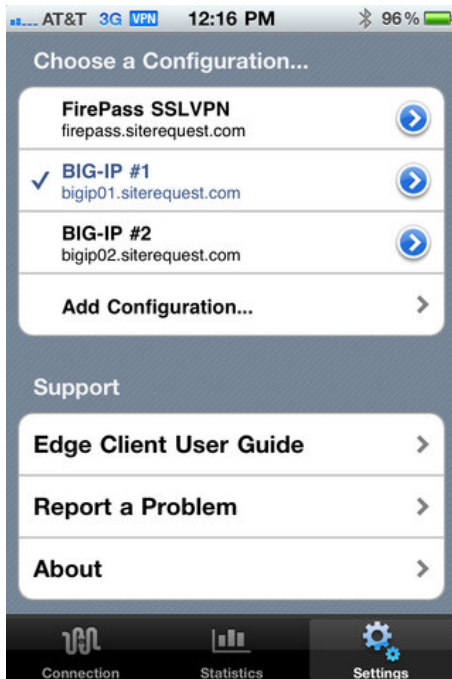 AT&T 3G VPN 12:16 PM 96%
Choose a Configuration...
FirePass SSLVPN
firepass.siterequest.com
BIG-IP #1
bigip01.siterequest.com
BIG-IP #2
bigip02.siterequest.com
Add Configuration...
Support
Edge Client User Guide
Report a Problem
About
Connection Statistics Settings